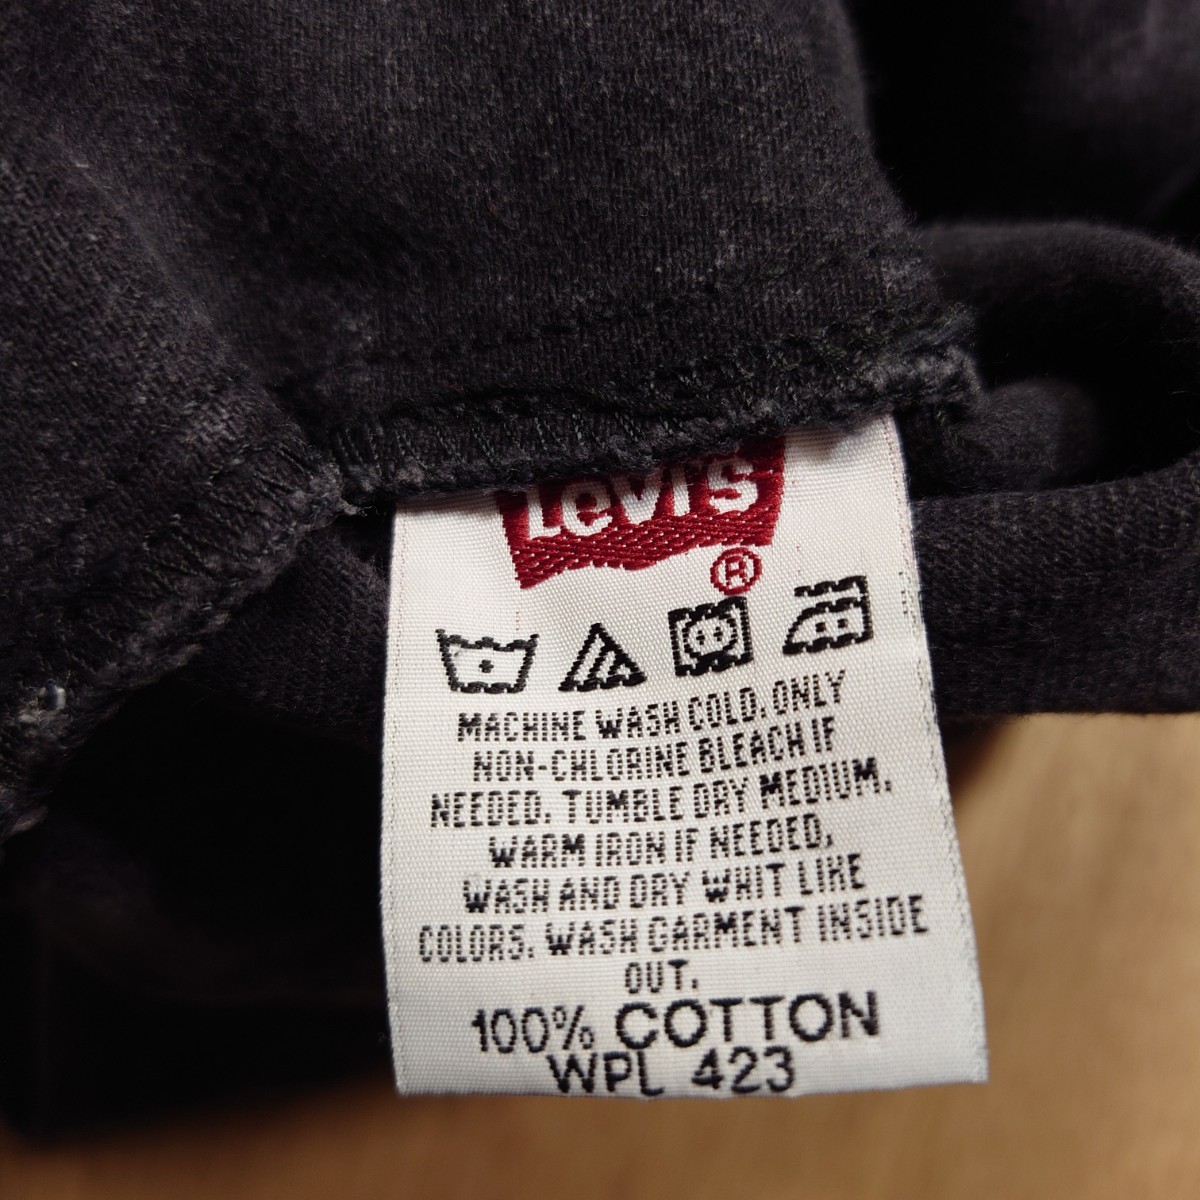 Levi's
®
MACHINE WASH COLD. ONLY
NON-CHLORINE BLEACH IF
NEEDED. TUMBLE DRY MEDIUM.
WARM IRON IF NEEDED.
WASH AND DRY WHIT LIKE
COLORS. WASH GARMENT INSIDE
OUT.
100% COTTON
WPL 423